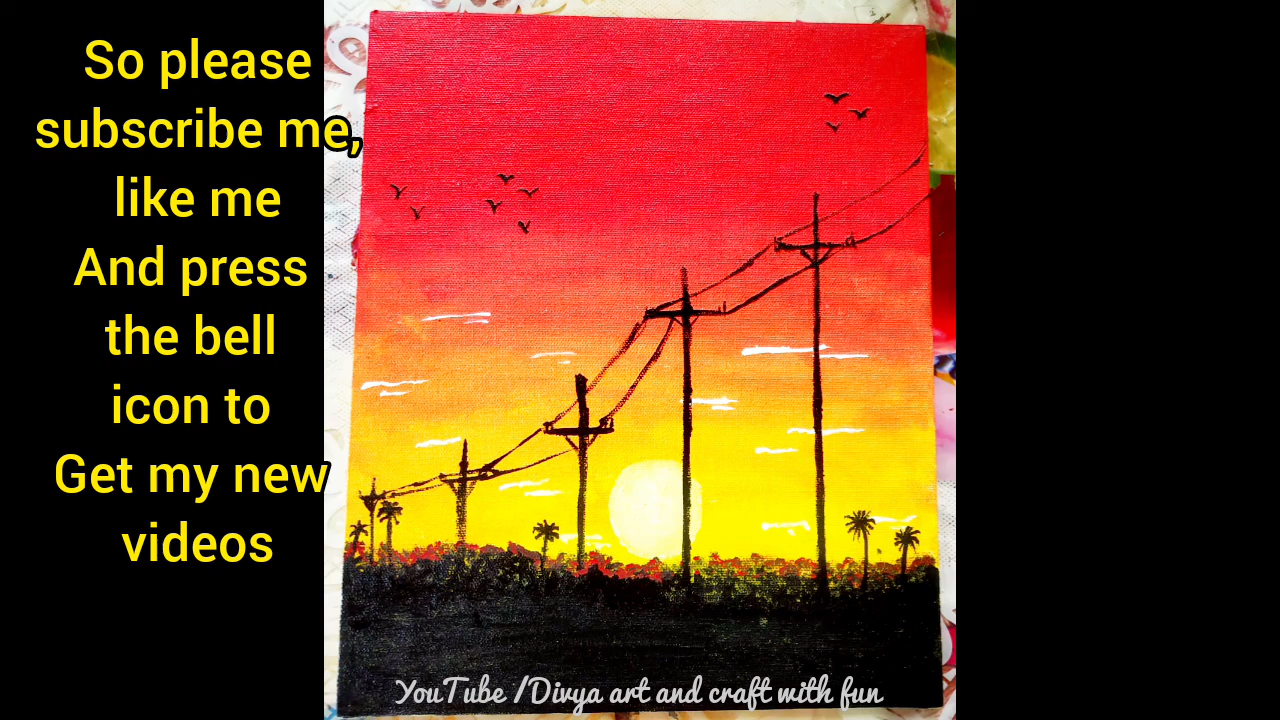 So please
subscribe me,
like me
And press
the bell
icon to
Get my new
videos
YouTube /Divya art and craft with fun